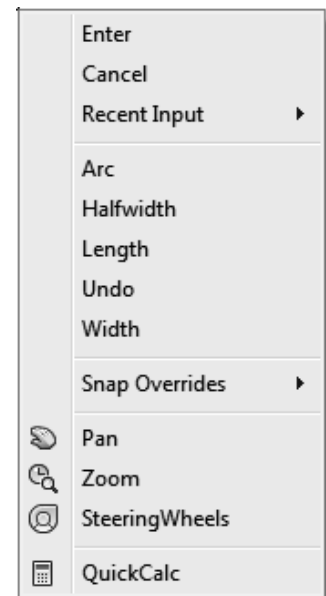 Enter
Cancel
Recent Input
Arc
Halfwidth
Length
Undo
Width
Snap Overrides
Pan
Zoom
SteeringWheels
QuickCalc